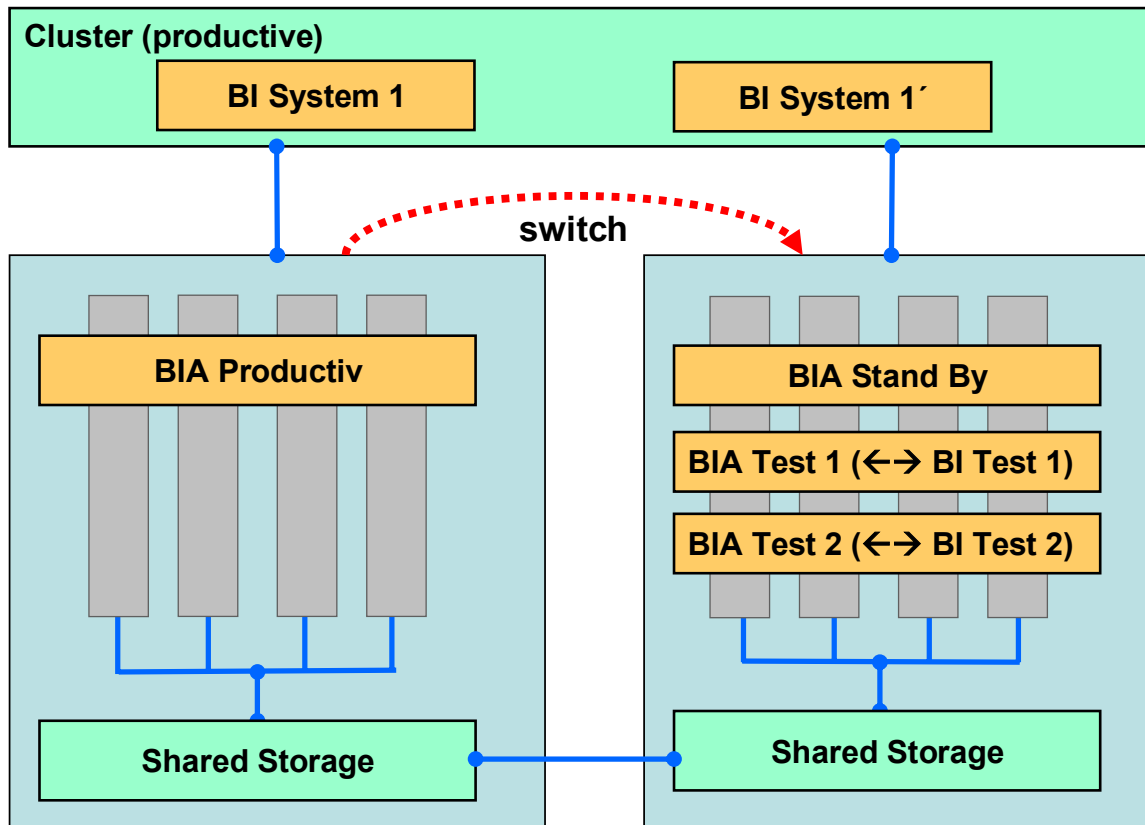 Cluster (productive)
BI System 1
BI System 1´
switch
BIA Productiv
BIA Stand By
BIA Test 1 (←→ BI Test 1)
BIA Test 2 (←→ BI Test 2)
Shared Storage
Shared Storage